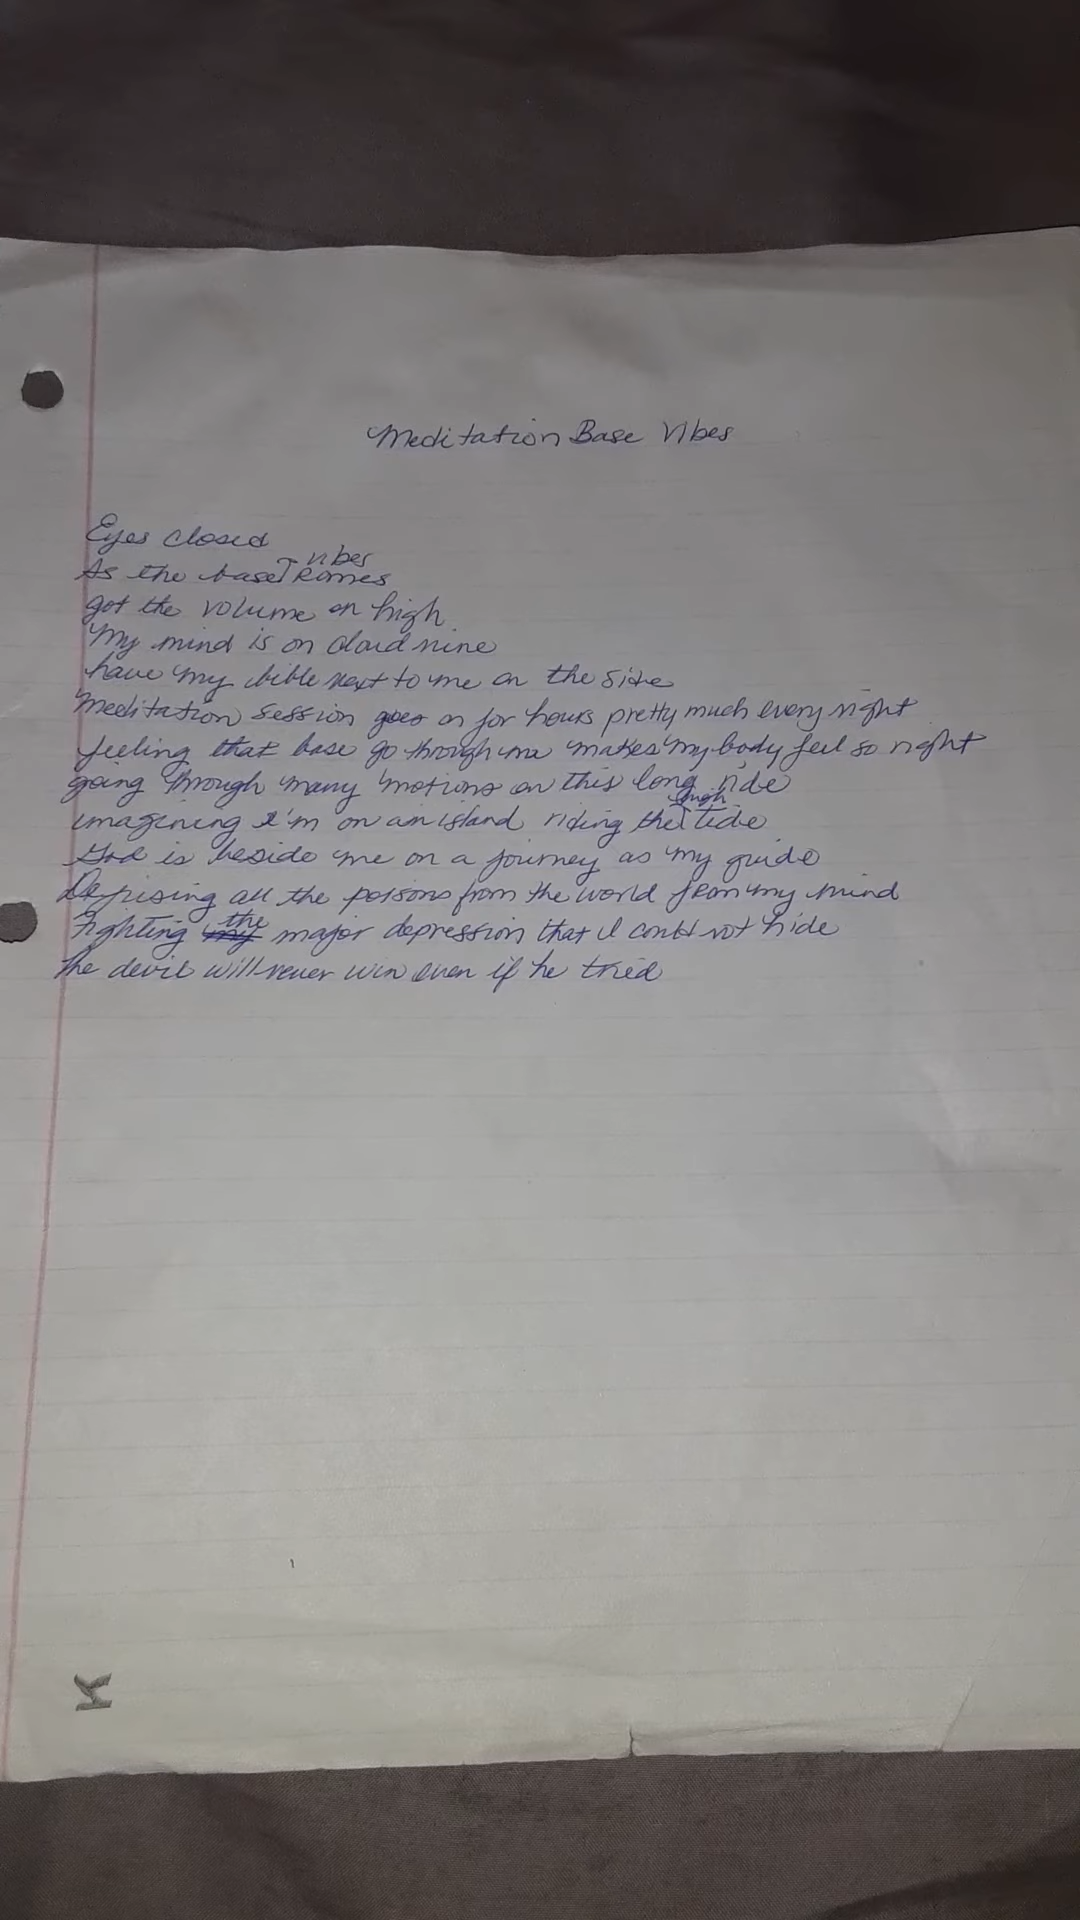 Meditation Base Vibes
Eyes closed
As the base vibes Romes
got the volume on high
My mind is on cloud nine
have my bible next to me on the side
Meditation session goes on for hours pretty much every night
feeling that base go through me makes my body feel so right
going through many motions on this long ride
imagining I'm on an island riding the high tide
God is beside me on a journey as my guide
all the poisons from the world from my mind
Fighting my the major depression that I could not hide
The devil will never win even if he tried
K